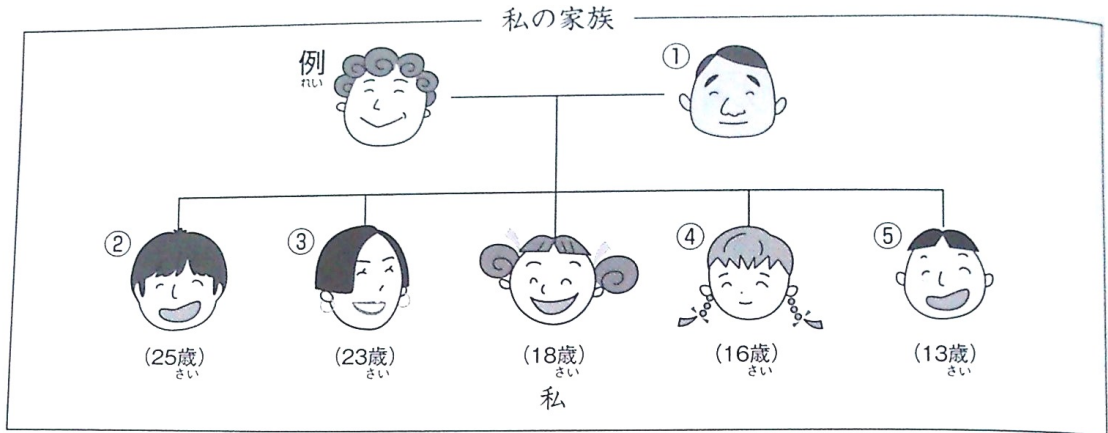 私の家族
例 ①
れい
② ③ ④ ⑤
(25歳) (23歳) (18歳) (16歳) (13歳)
さい さい さい さい さい
私